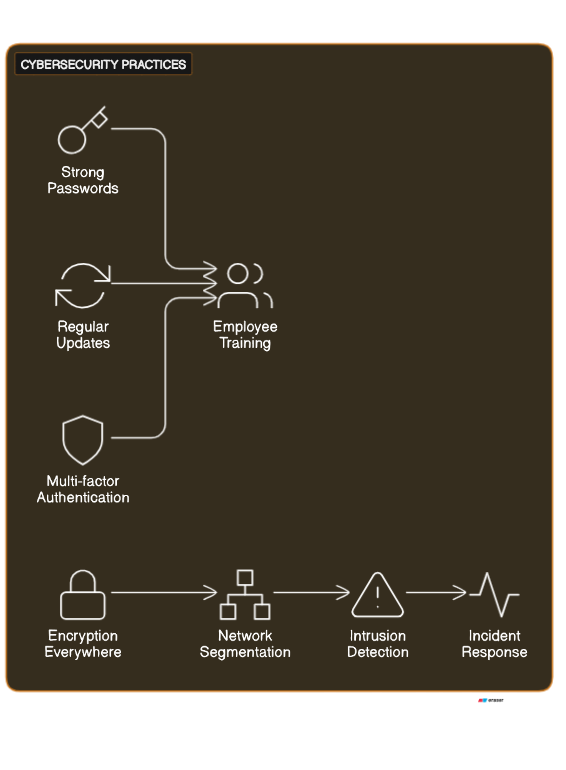 CYBERSECURITY PRACTICES
Strong
Passwords
Regular
Updates
Employee
Training
Multi-factor
Authentication
Encryption
Everywhere
Network
Segmentation
Intrusion
Detection
Incident
Response
eraser